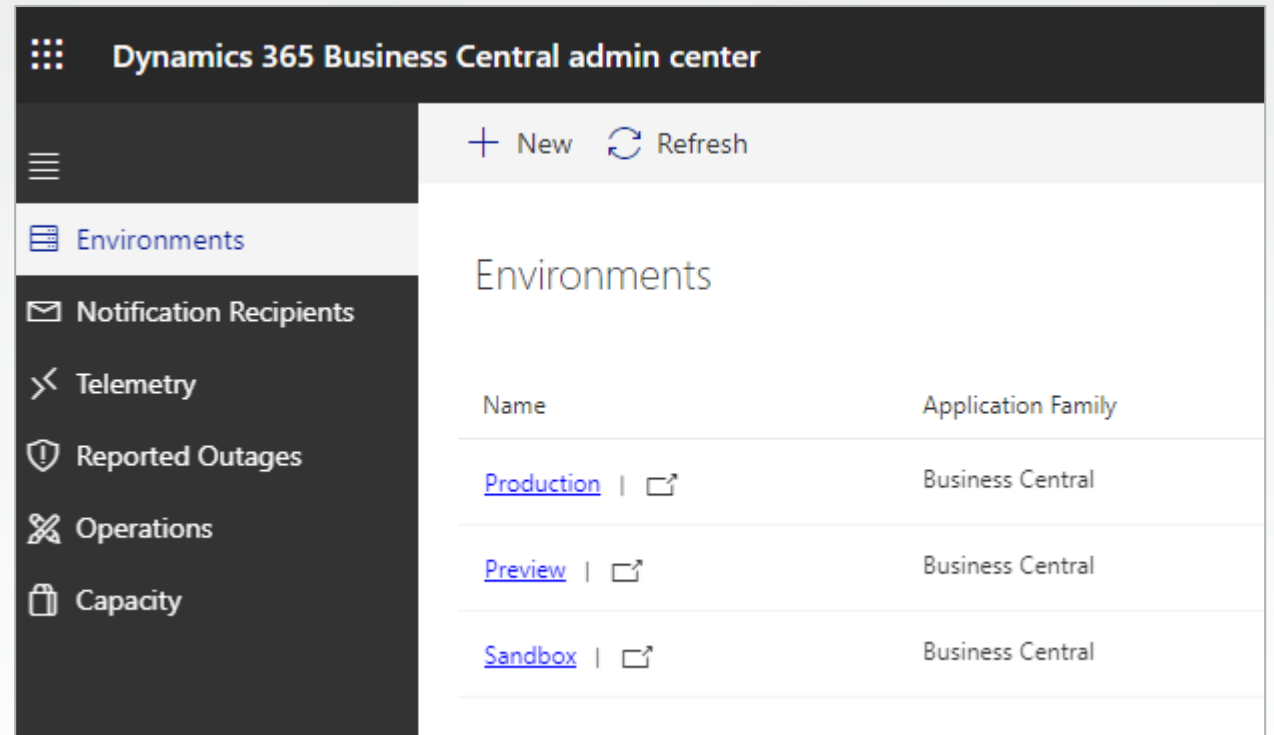 Dynamics 365 Business Central admin center
New Refresh
Environments
Notification Recipients
Telemetry
Reported Outages
Operations
Capacity
Environments
Name Application Family
Production | Business Central
Preview | Business Central
Sandbox | Business Central